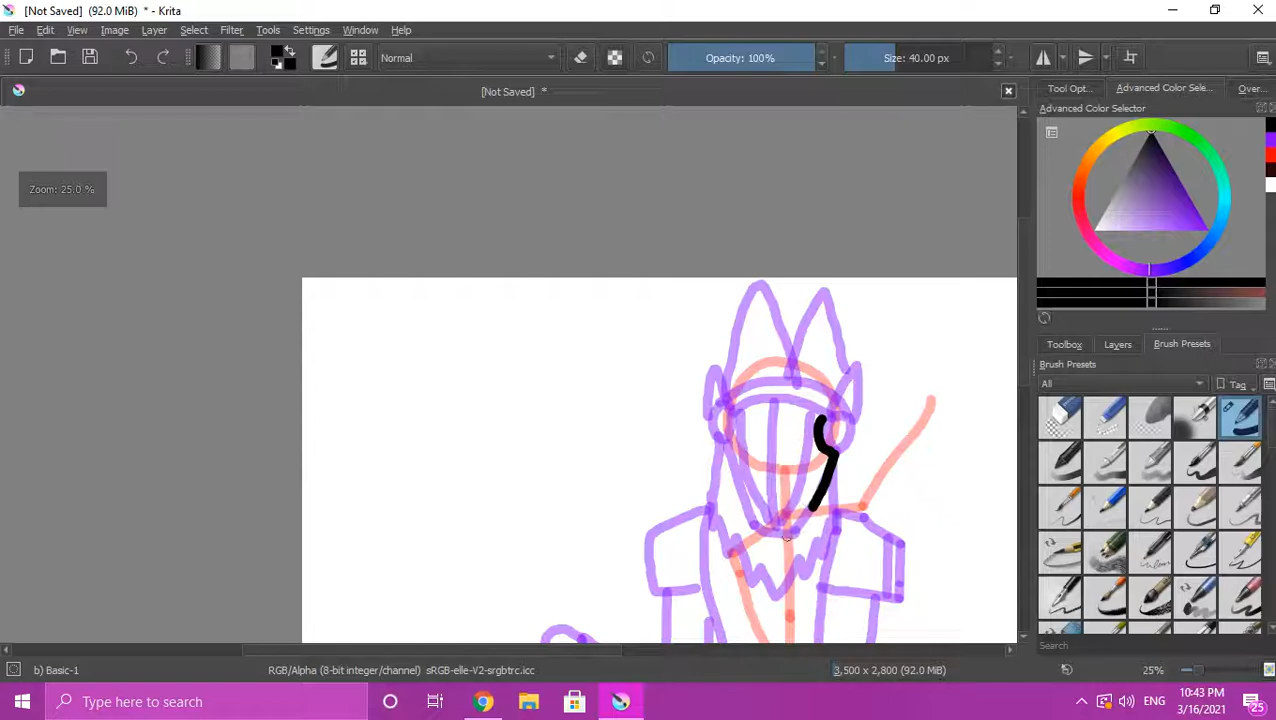 [Not Saved] (92.0 MiB) * - Krita
File Edit View Image Layer Select Filter Tools Settings Window Help
Normal Opacity: 100% Size: 40.00 px
[Not Saved] *
Tool Opt... Advanced Color Sele... Over...
Advanced Color Selector
Zoom: 25.0 %
Toolbox Layers Brush Presets
Brush Presets
All Tag
Search
b) Basic-1 RGB/Alpha (8-bit integer/channel) sRGB-elle-V2-srgbtrc.icc 3,500 x 2,800 (92.0 MiB) 25%
Type here to search ENG 10:43 PM
3/16/2021 25